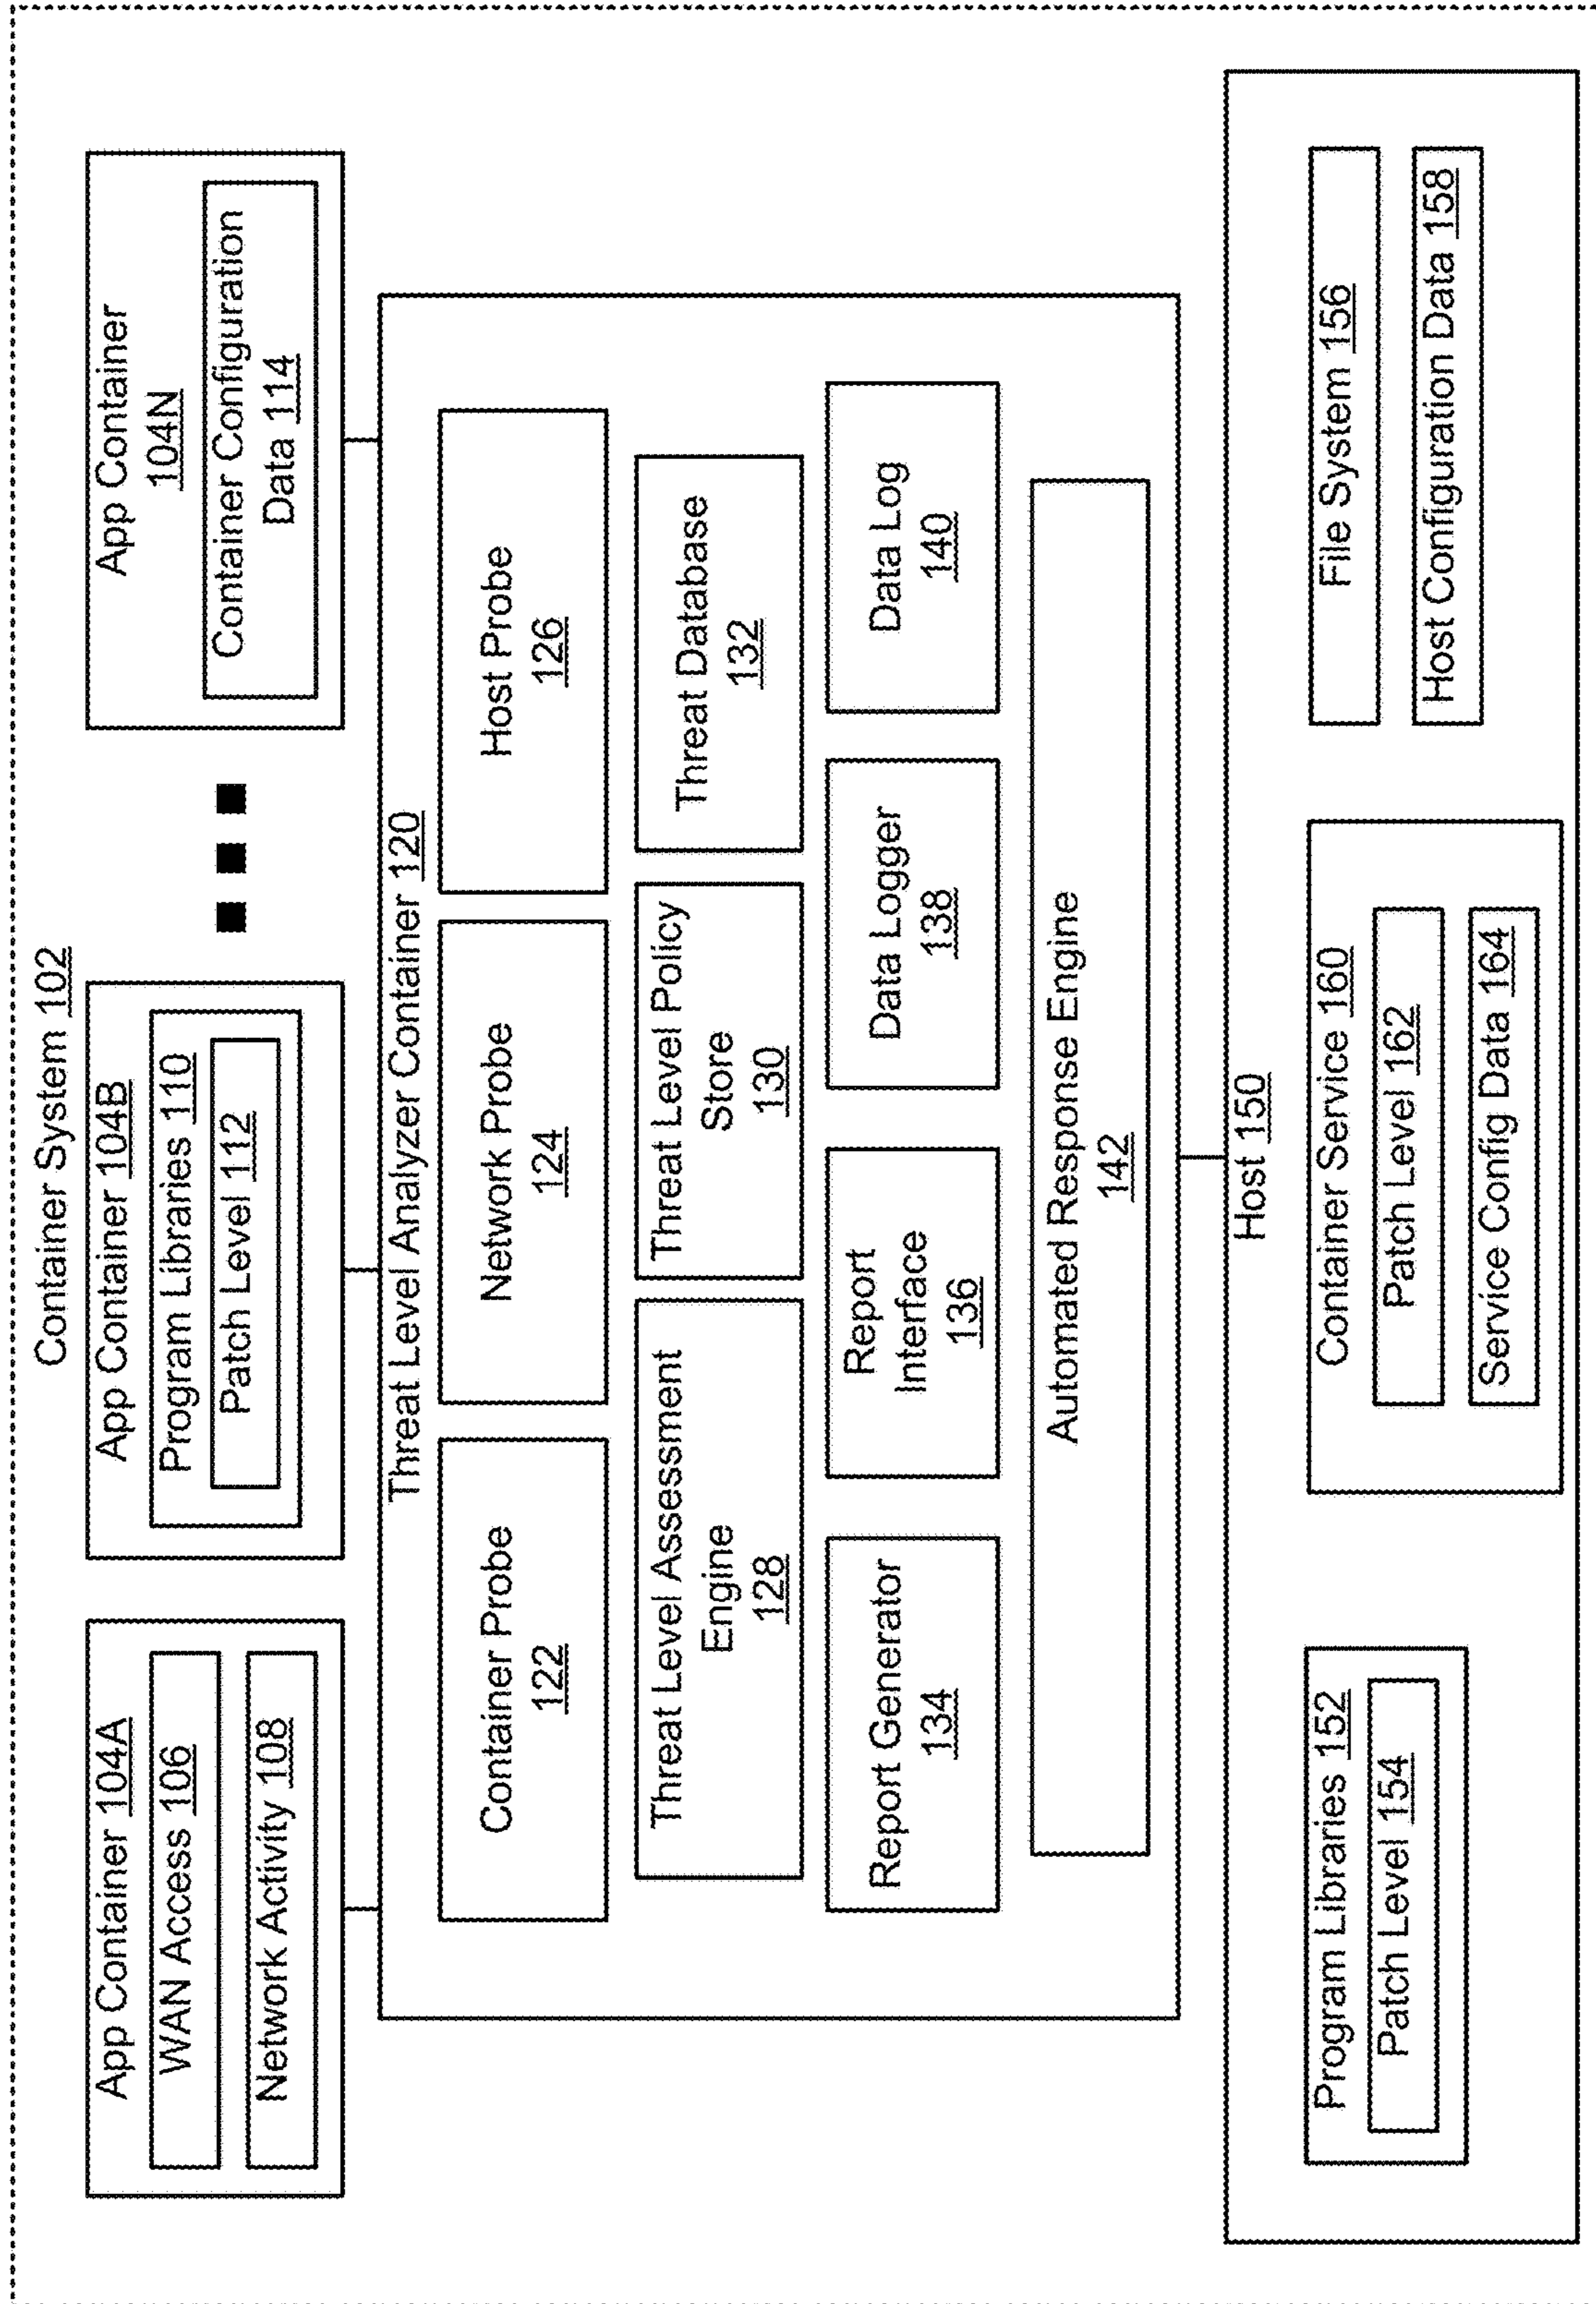 Container System 102
App Container 104A
WAN Access 106
Network Activity 108
App Container 104B
Program Libraries 110
Patch Level 112
App Container
104N
Container Configuration
Data 114
Threat Level Analyzer Container 120
Container Probe
122
Network Probe
124
Host Probe
126
Threat Level Assessment
Engine
128
Threat Level Policy
Store
130
Threat Database
132
Report Generator
134
Report
Interface
136
Data Logger
138
Data Log
140
Automated Response Engine
142
Host 150
Program Libraries 152
Patch Level 154
Container Service 160
Patch Level 162
Service Config Data 164
File System 156
Host Configuration Data 158